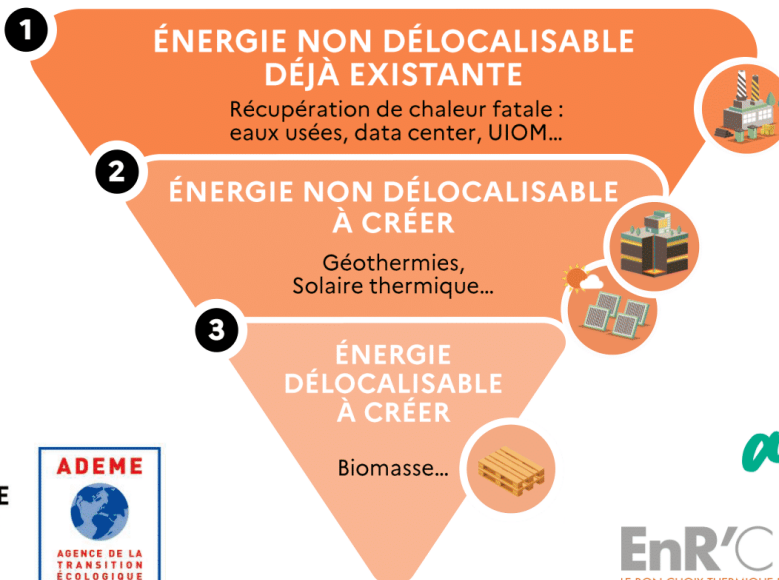 1
ÉNERGIE NON DÉLOCALISABLE
DÉJÀ EXISTANTE
Récupération de chaleur fatale :
eaux usées, data center, UIOM...
2
ÉNERGIE NON DÉLOCALISABLE
À CRÉER
Géothermies,
Solaire thermique...
3
ÉNERGIE
DÉLOCALISABLE
À CRÉER
Biomasse...
ADEME
AGENCE DE LA
TRANSITION
ÉCOLOGIQUE
EnR'C